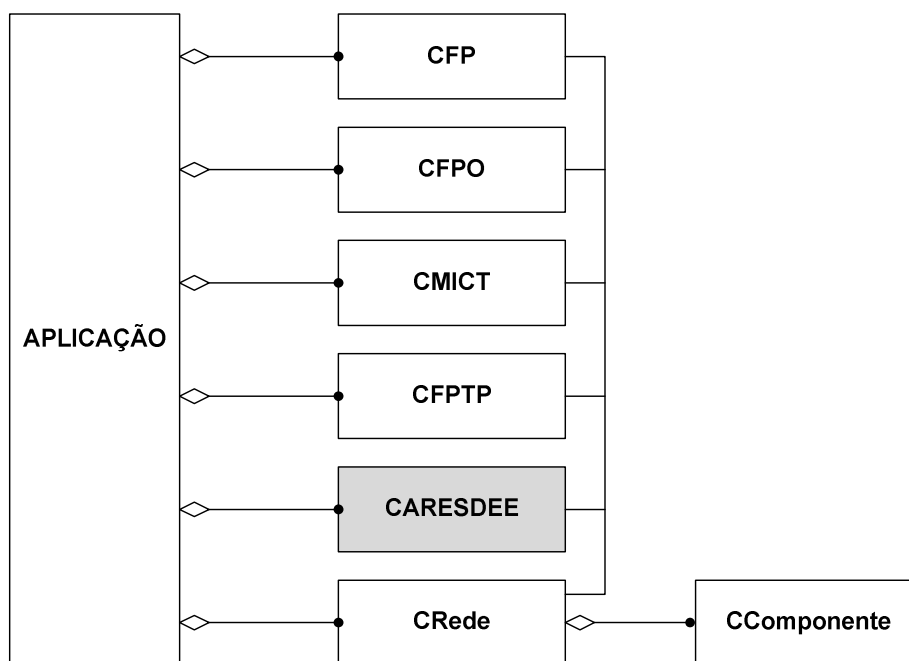 CFP
CFPO
CMICT
APLICAÇÃO
CFPTP
CARESDEE
CRede
CComponente